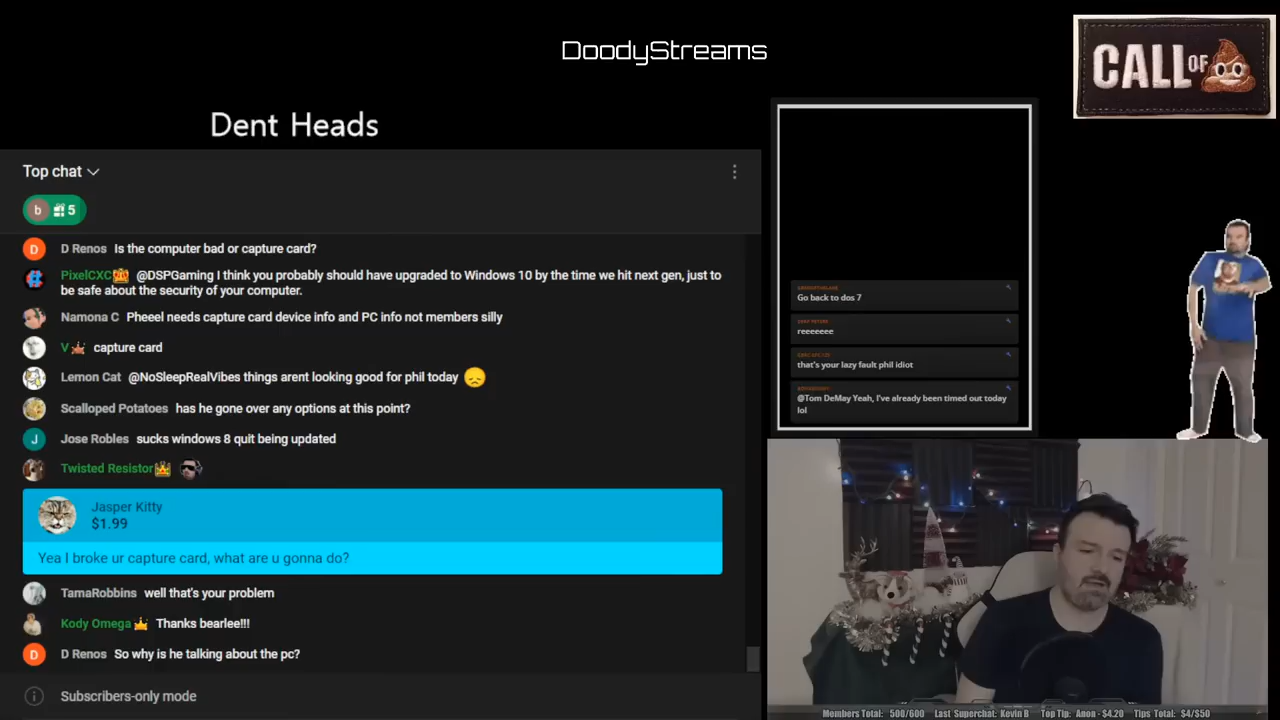 DoodyStreams
CALL OF
Dent Heads
Top chat
b 5
D D Renos Is the computer bad or capture card?
PixelCXC @DSPGaming I think you probably should have upgraded to Windows 10 by the time we hit next gen, just to
be safe about the security of your computer.
Namona C Pheeel needs capture card device info and PC info not members silly
V capture card
Lemon Cat @NoSleepRealVibes things arent looking good for phil today
Scalloped Potatoes has he gone over any options at this point?
J Jose Robles sucks windows 8 quit being updated
Twisted Resistor
Jasper Kitty
$1.99
Yea I broke ur capture card, what are u gonna do?
TamaRobbins well that's your problem
Kody Omega Thanks bearlee!!!
D D Renos So why is he talking about the pc?
Subscribers-only mode
Go back to dos 7
reeeeeee
that's your lazy fault phil idiot
@Tom DeMay Yeah, I've already been timed out today
lol
Members Total: 500/600 Last Superchat: Kevin B Top Tip: Anon - $4.20 Tips Total: $4/$50